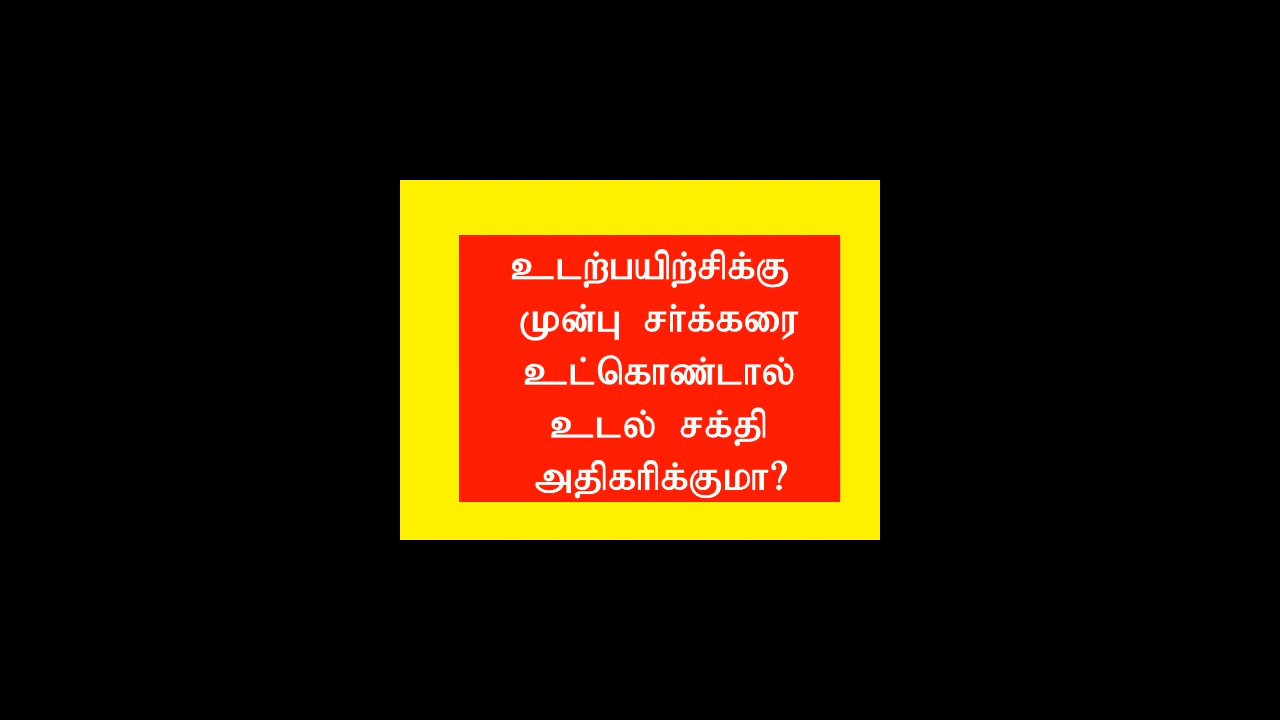 உடற்பயிற்சிக்கு
முன்பு சர்க்கரை
உட்கொண்டால்
உடல் சக்தி
அதிகரிக்குமா?